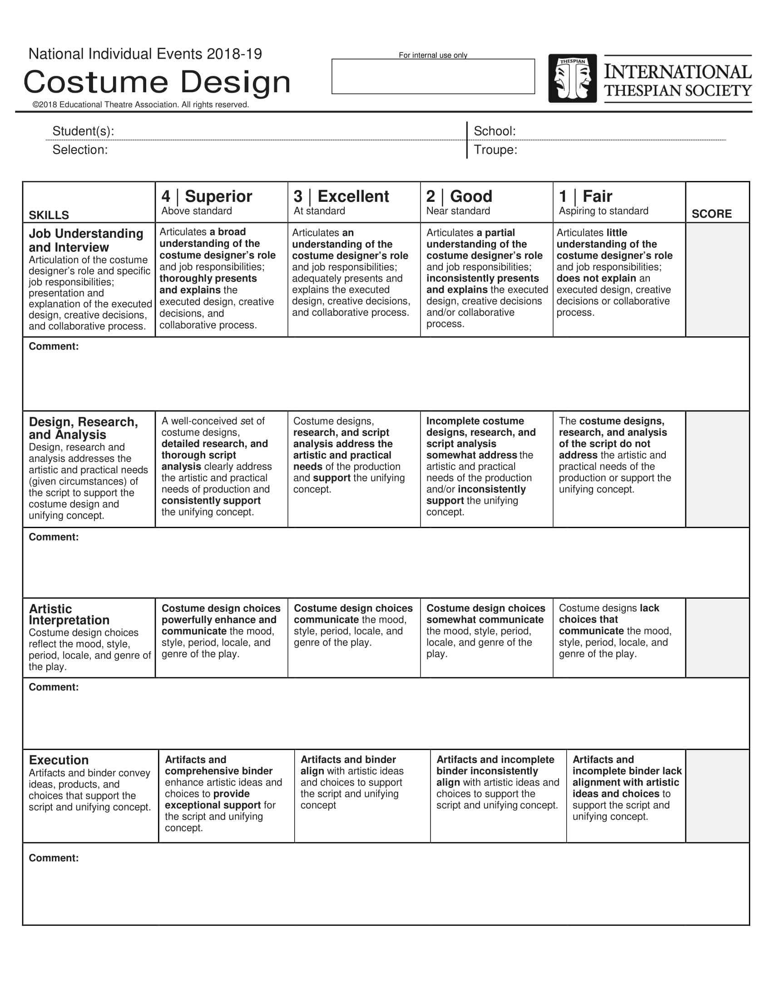 National Individual Events 2018-19
Costume Design
©2018 Educational Theatre Association. All rights reserved.
For internal use only
THESPIAN
INTERNATIONAL
THESPIAN SOCIETY
Student(s):
School:
Selection:
Troupe:
SKILLS
4 | Superior
Above standard
3 | Excellent
At standard
2 | Good
Near standard
1 | Fair
Aspiring to standard
SCORE
Job Understanding
and Interview
Articulation of the costume
designer's role and specific
job responsibilities;
presentation and
explanation of the executed
design, creative decisions,
and collaborative process.
Articulates a broad
understanding of the
costume designer's role
and job responsibilities;
thoroughly presents
and explains the
executed design, creative
decisions, and
collaborative process.
Articulates an
understanding of the
costume designer's role
and job responsibilities;
adequately presents and
explains the executed
design, creative decisions,
and collaborative process.
Articulates a partial
understanding of the
costume designer's role
and job responsibilities;
inconsistently presents
and explains the executed
design, creative decisions
and/or collaborative
process.
Articulates little
understanding of the
costume designer's role
and job responsibilities;
does not explain an
executed design, creative
decisions or collaborative
process.
Comment:
Design, Research,
and Analysis
Design, research and
analysis addresses the
artistic and practical needs
(given circumstances) of
the script to support the
costume design and
unifying concept.
A well-conceived set of
costume designs,
detailed research, and
thorough script
analysis clearly address
the artistic and practical
needs of production and
consistently support
the unifying concept.
Costume designs,
research, and script
analysis address the
artistic and practical
needs of the production
and support the unifying
concept.
Incomplete costume
designs, research, and
script analysis
somewhat address the
artistic and practical
needs of the production
and/or inconsistently
support the unifying
concept.
The costume designs,
research, and analysis
of the script do not
address the artistic and
practical needs of the
production or support the
unifying concept.
Comment:
Artistic
Interpretation
Costume design choices
reflect the mood, style,
period, locale, and genre of
the play.
Costume design choices
powerfully enhance and
communicate the mood,
style, period, locale, and
genre of the play.
Costume design choices
communicate the mood,
style, period, locale, and
genre of the play.
Costume design choices
somewhat communicate
the mood, style, period,
locale, and genre of the
play.
Costume designs lack
choices that
communicate the mood,
style, period, locale, and
genre of the play.
Comment:
Execution
Artifacts and binder convey
ideas, products, and
choices that support the
script and unifying concept.
Artifacts and
comprehensive binder
enhance artistic ideas and
choices to provide
exceptional support for
the script and unifying
concept.
Artifacts and binder
align with artistic ideas
and choices to support
the script and unifying
concept
Artifacts and incomplete
binder inconsistently
align with artistic ideas and
choices to support the
script and unifying concept.
Artifacts and
incomplete binder lack
alignment with artistic
ideas and choices to
support the script and
unifying concept.
Comment: